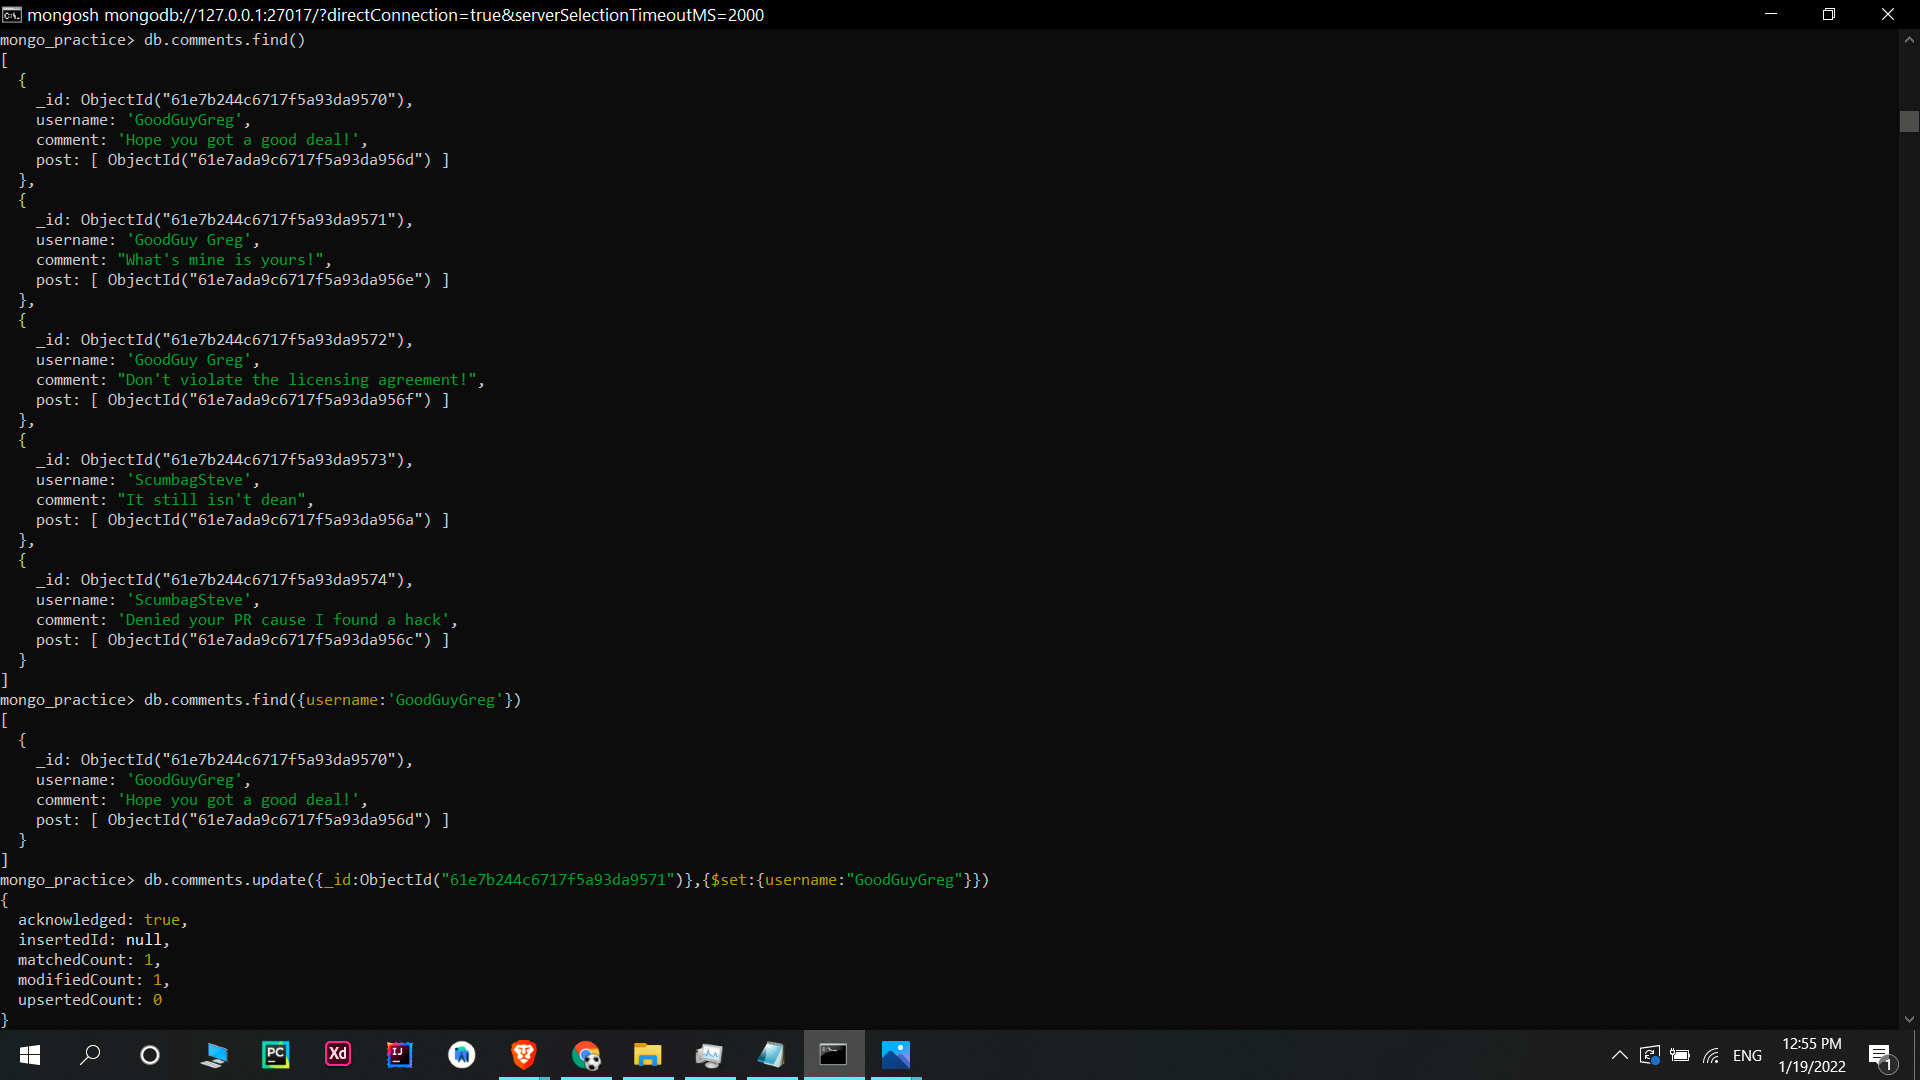 mongosh mongodb://127.0.0.1:27017/?directConnection=true&serverSelectionTimeoutMS=2000
mongo_practice> db.comments.find()
[
  {
    _id: ObjectId("61e7b244c6717f5a93da9570"),
    username: 'GoodGuyGreg',
    comment: 'Hope you got a good deal!',
    post: [ ObjectId("61e7ada9c6717f5a93da956d") ]
  },
  {
    _id: ObjectId("61e7b244c6717f5a93da9571"),
    username: 'GoodGuy Greg',
    comment: "What's mine is yours!",
    post: [ ObjectId("61e7ada9c6717f5a93da956e") ]
  },
  {
    _id: ObjectId("61e7b244c6717f5a93da9572"),
    username: 'GoodGuy Greg',
    comment: "Don't violate the licensing agreement!",
    post: [ ObjectId("61e7ada9c6717f5a93da956f") ]
  },
  {
    _id: ObjectId("61e7b244c6717f5a93da9573"),
    username: 'ScumbagSteve',
    comment: "It still isn't dean",
    post: [ ObjectId("61e7ada9c6717f5a93da956a") ]
  },
  {
    _id: ObjectId("61e7b244c6717f5a93da9574"),
    username: 'ScumbagSteve',
    comment: 'Denied your PR cause I found a hack',
    post: [ ObjectId("61e7ada9c6717f5a93da956c") ]
  }
]
mongo_practice> db.comments.find({username:'GoodGuyGreg'})
[
  {
    _id: ObjectId("61e7b244c6717f5a93da9570"),
    username: 'GoodGuyGreg',
    comment: 'Hope you got a good deal!',
    post: [ ObjectId("61e7ada9c6717f5a93da956d") ]
  }
]
mongo_practice> db.comments.update({_id:ObjectId("61e7b244c6717f5a93da9571")},{$set:{username:"GoodGuyGreg"}})
{
  acknowledged: true,
  insertedId: null,
  matchedCount: 1,
  modifiedCount: 1,
  upsertedCount: 0
}
PC
Xd
IJ
ENG
12:55 PM
1/19/2022
1